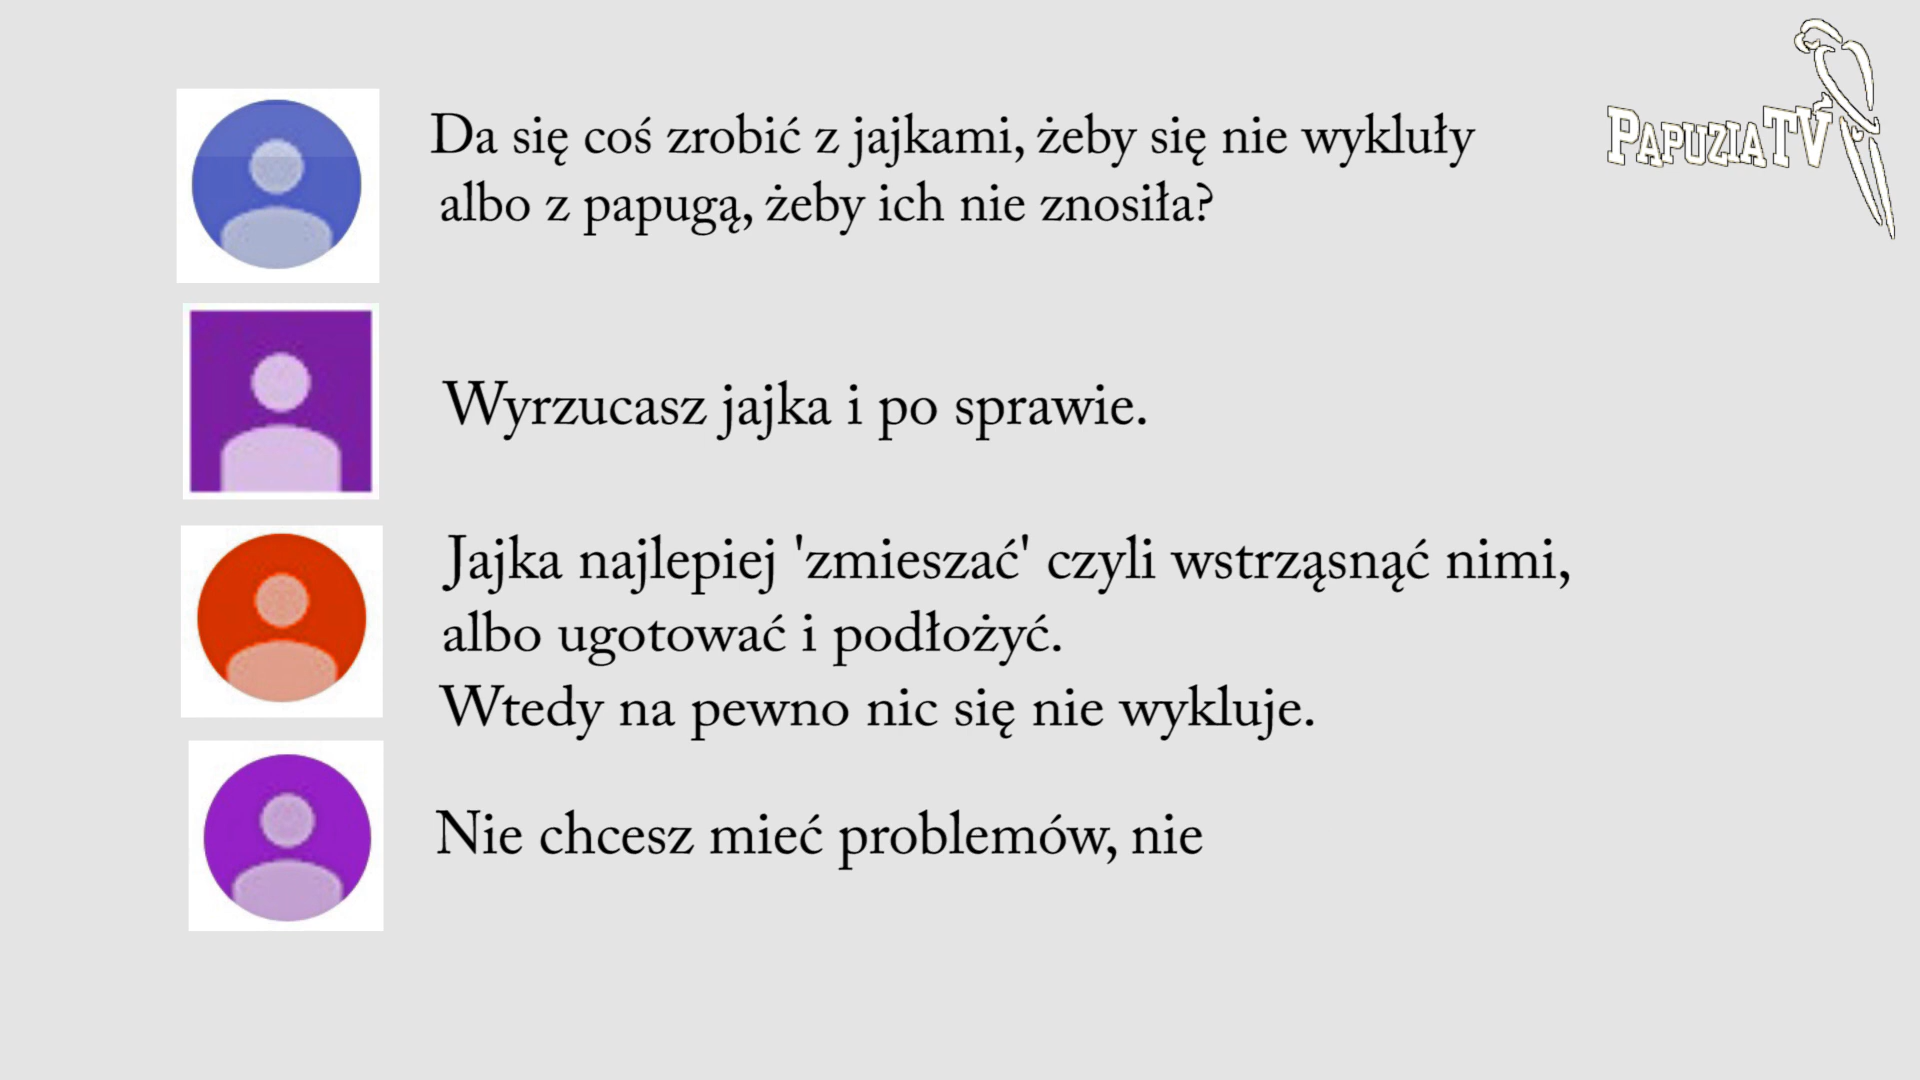 Da się coś zrobić z jajkami, żeby się nie wykluły
albo z papugą, żeby ich nie znosiła?
PAPUZIATV
Wyrzucasz jajka i po sprawie.
Jajka najlepiej 'zmieszać' czyli wstrząsnąć nimi,
albo ugotować i podłożyć.
Wtedy na pewno nic się nie wykluje.
Nie chcesz mieć problemów, nie